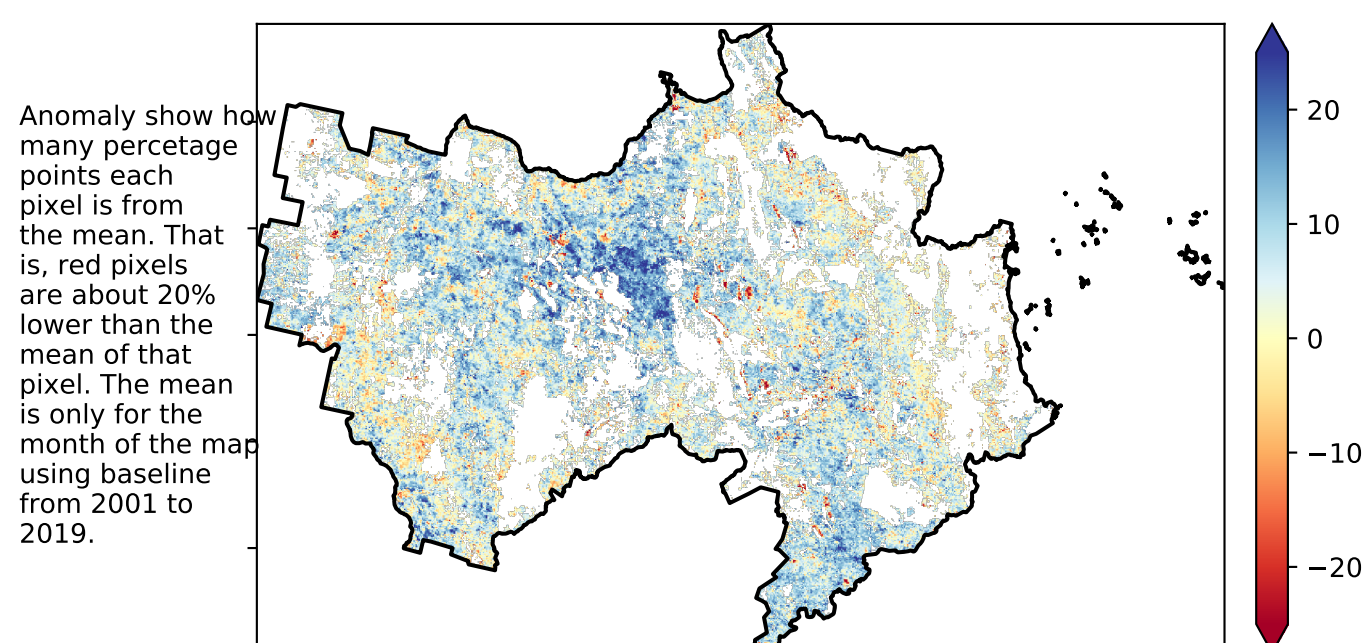 Anomaly show how
many percetage
points each
pixel is from
the mean. That
is, red pixels
are about 20%
lower than the
mean of that
pixel. The mean
is only for the
month of the map
using baseline
from 2001 to
2019.
20
10
0
−10
−20